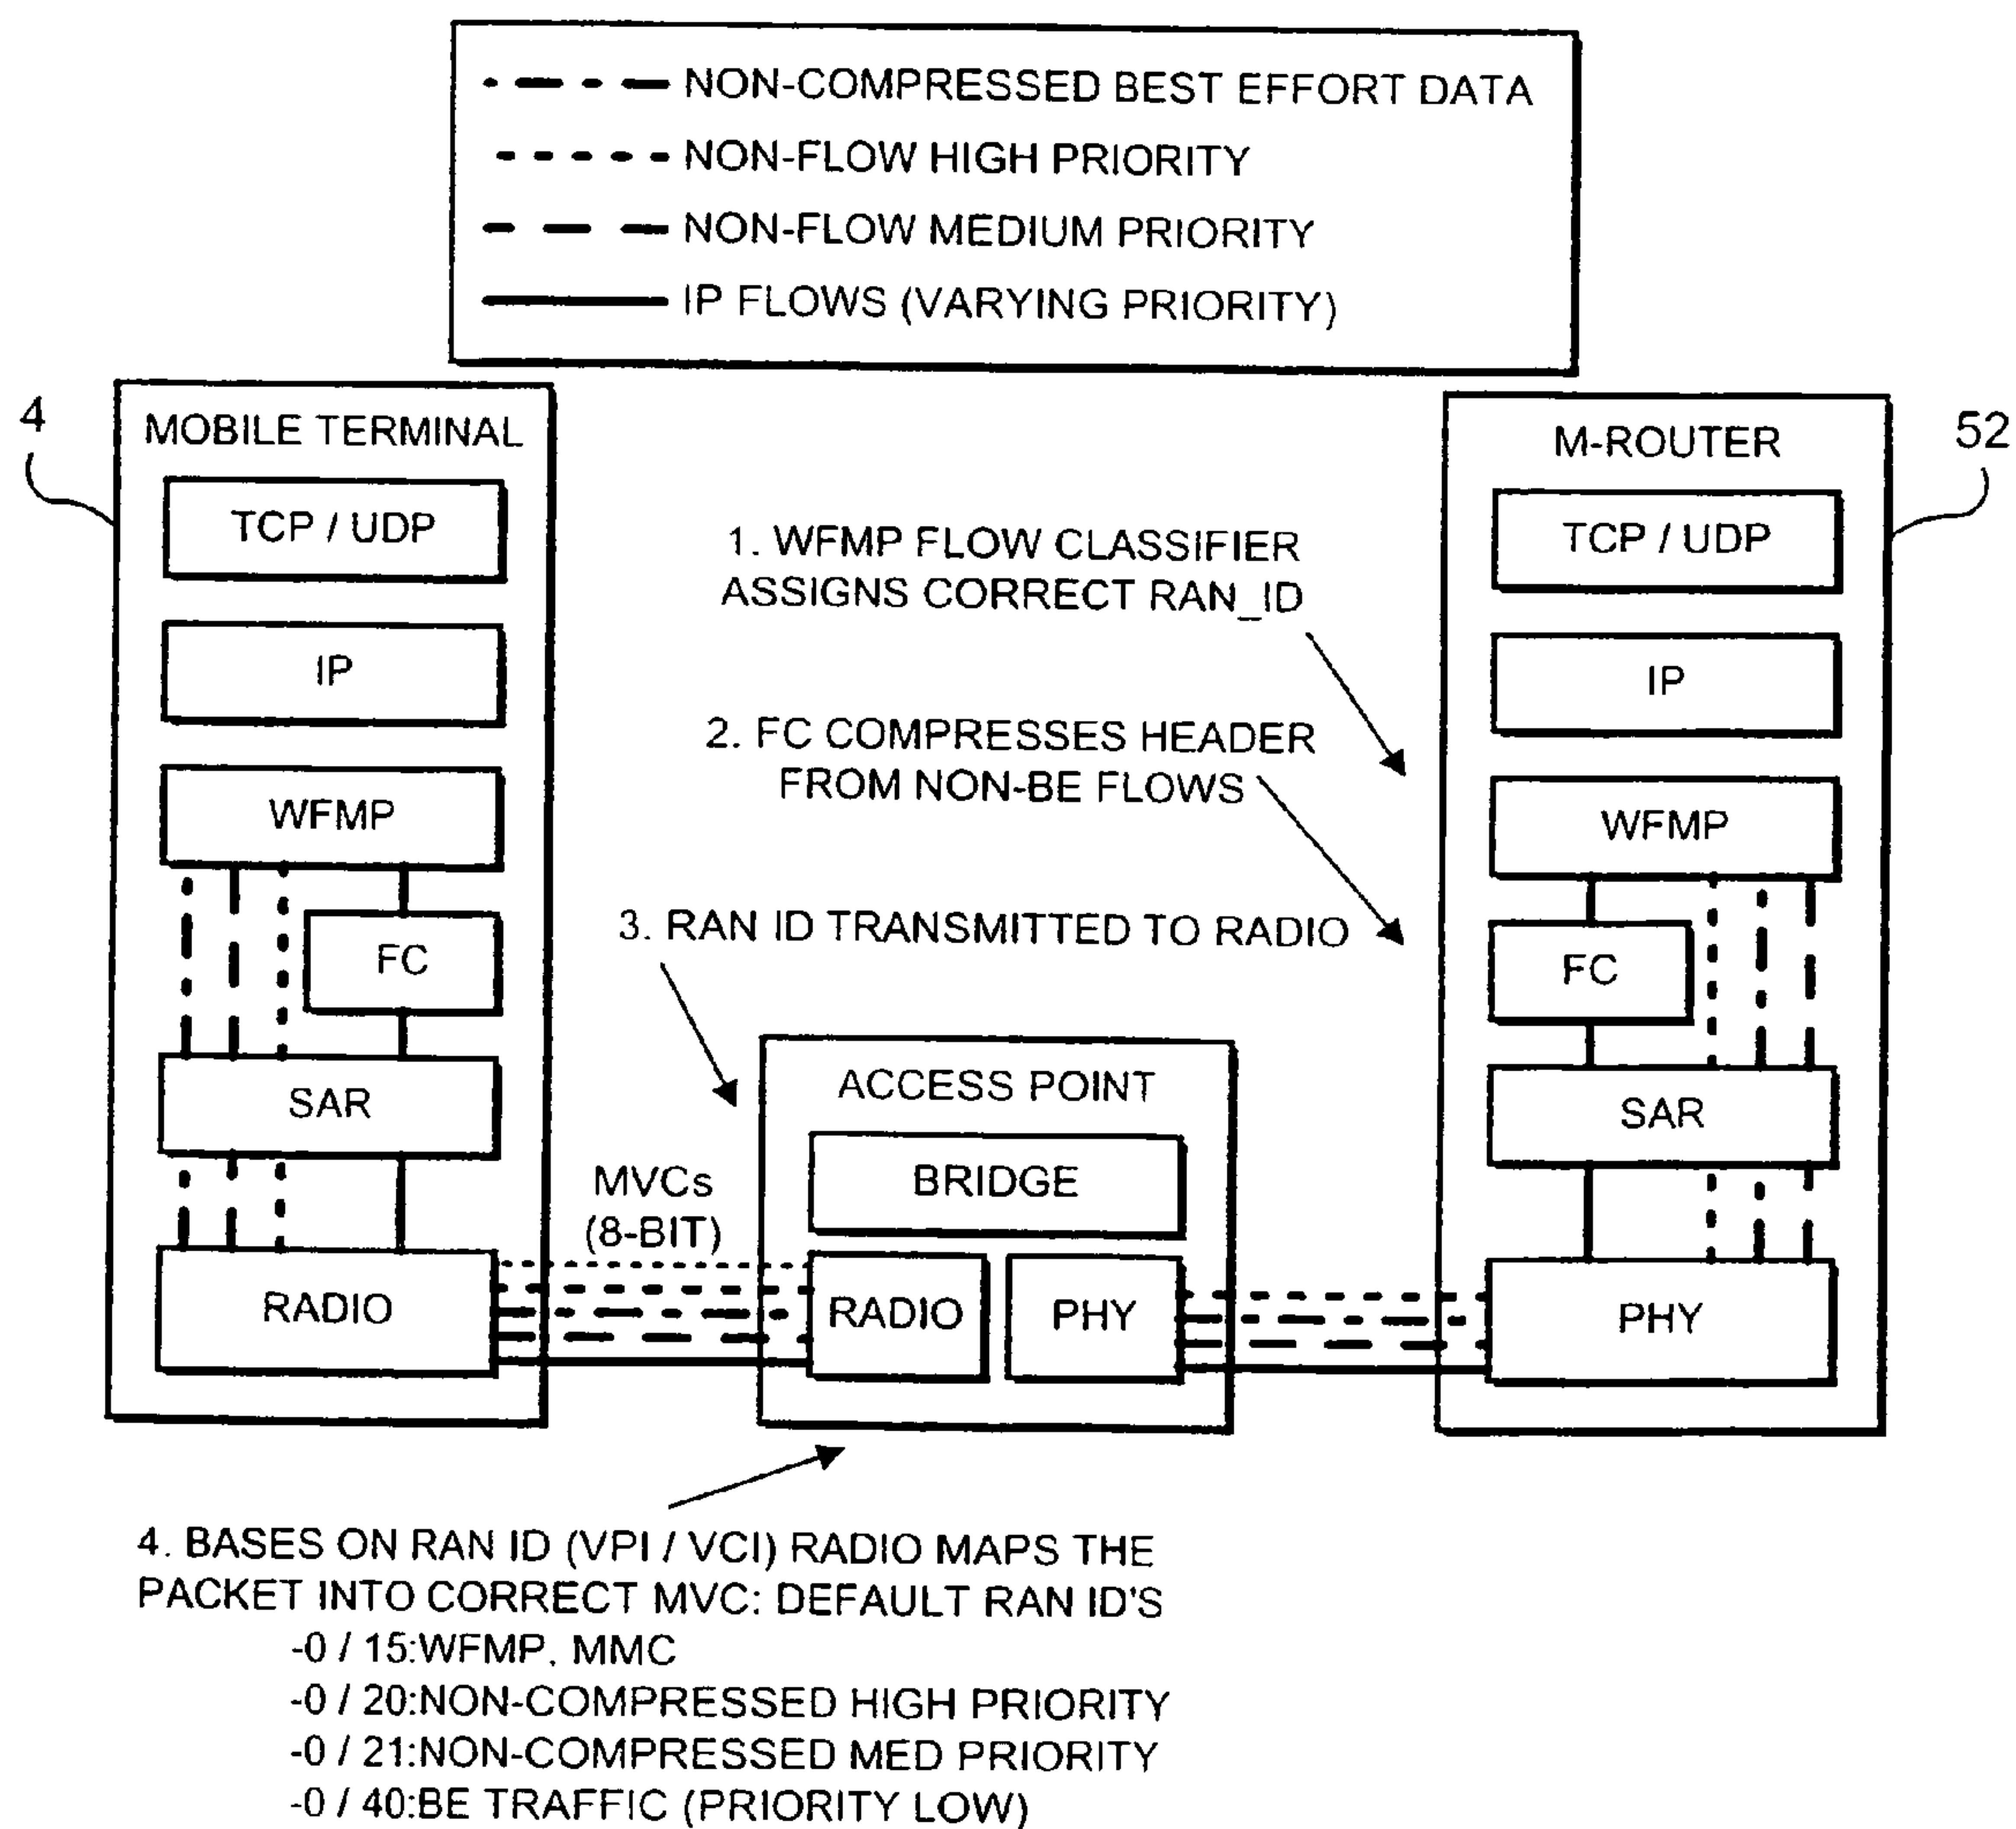 NON-COMPRESSED BEST EFFORT DATA
NON-FLOW HIGH PRIORITY
NON-FLOW MEDIUM PRIORITY
IP FLOWS (VARYING PRIORITY)
4
MOBILE TERMINAL
TCP / UDP
IP
WFMP
FC
SAR
RADIO
1. WFMP FLOW CLASSIFIER
ASSIGNS CORRECT RAN_ID
2. FC COMPRESSES HEADER
FROM NON-BE FLOWS
3. RAN ID TRANSMITTED TO RADIO
MVCs
(8-BIT)
ACCESS POINT
BRIDGE
RADIO
PHY
52
M-ROUTER
TCP / UDP
IP
WFMP
FC
SAR
PHY
4. BASES ON RAN ID (VPI / VCI) RADIO MAPS THE
PACKET INTO CORRECT MVC: DEFAULT RAN ID'S
-0 / 15:WFMP. MMC
-0 / 20:NON-COMPRESSED HIGH PRIORITY
-0 / 21:NON-COMPRESSED MED PRIORITY
-0 / 40:BE TRAFFIC (PRIORITY LOW)